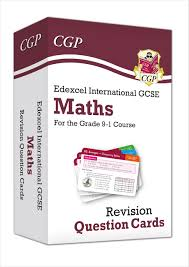 CGP
CGP
CGP
Edexcel International GCSE
Maths
For the Grade 9-1 Course
Revision
Question Cards
Edexcel International GCSE
Maths
Revision
Question Cards